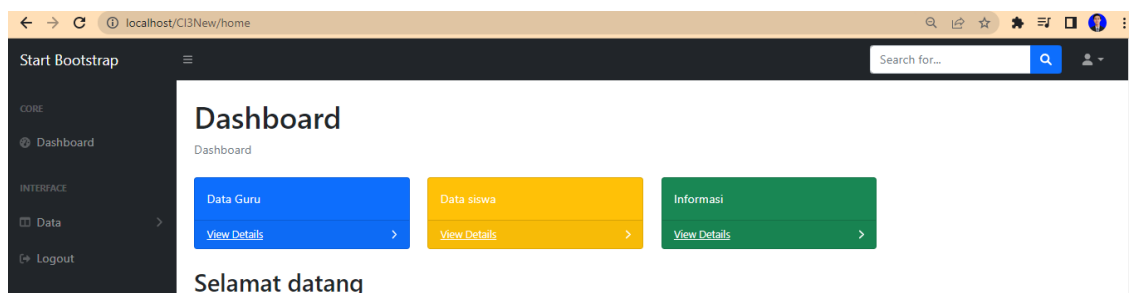 localhost/CI3New/home
Start Bootstrap
Search for...
CORE
Dashboard
INTERFACE
Data
Logout
Dashboard
Dashboard
Data Guru
View Details
Data siswa
View Details
Informasi
View Details
Selamat datang